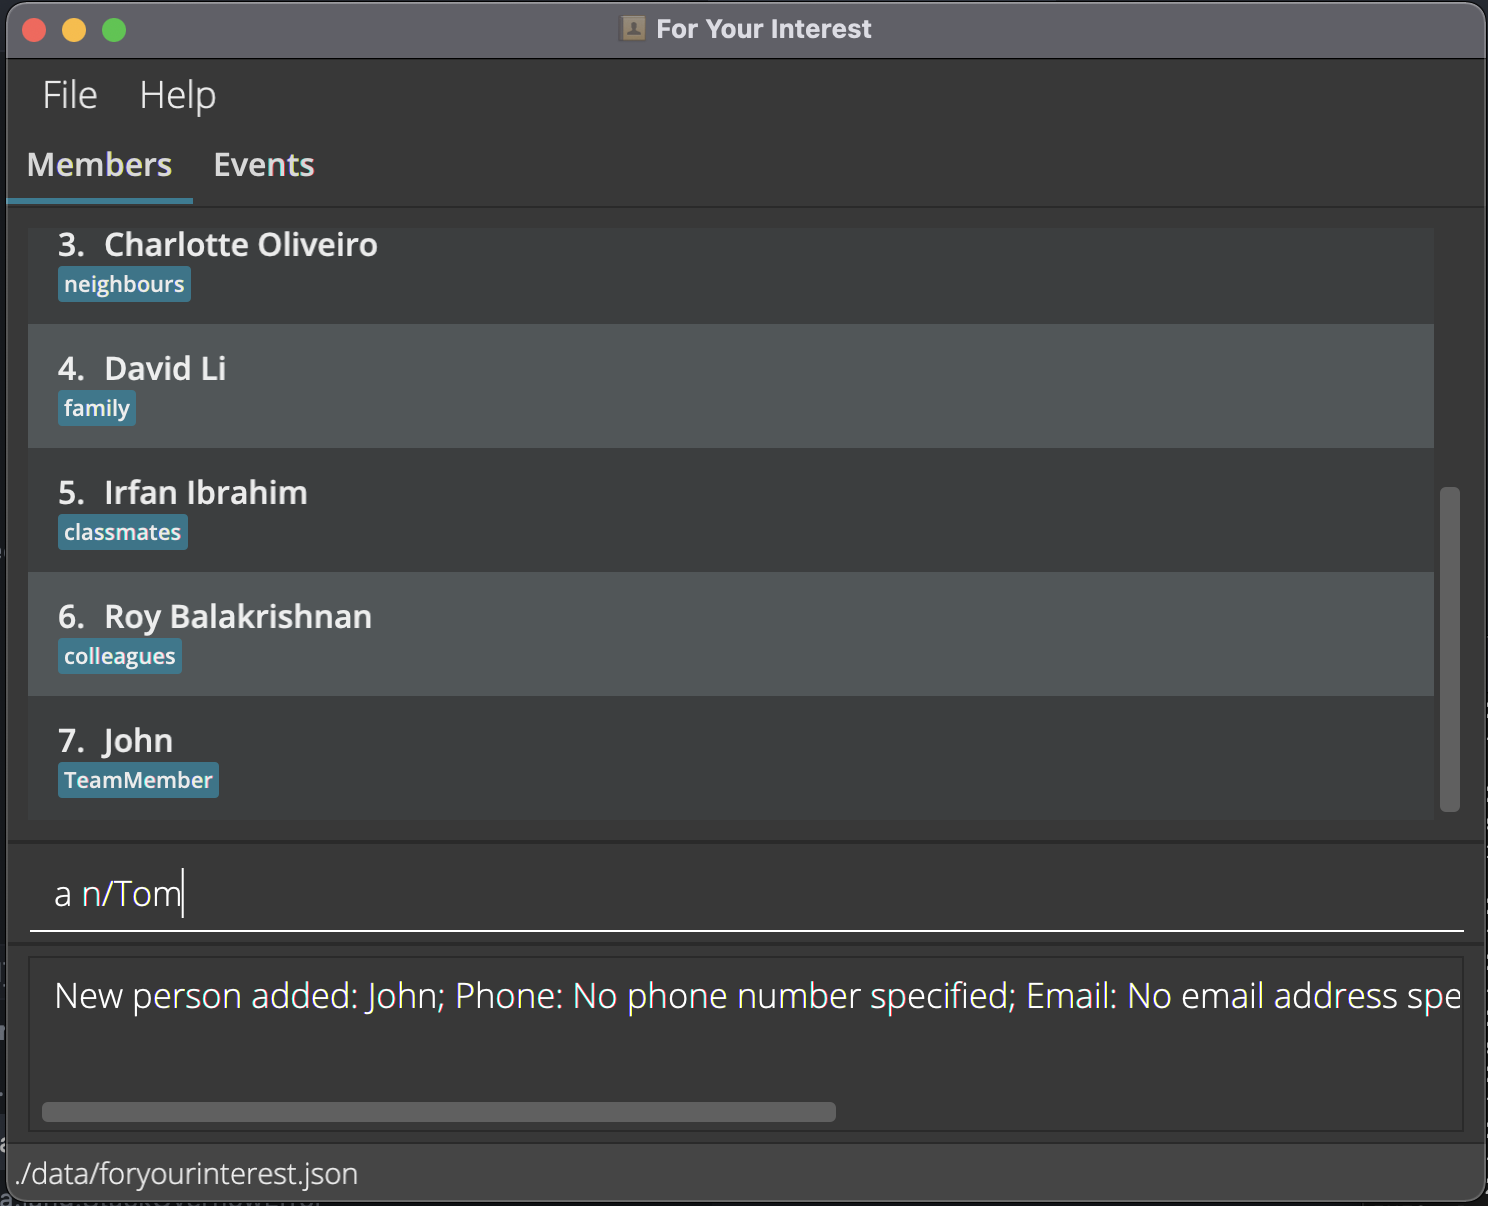 For Your Interest
File Help
Members Events
3. Charlotte Oliveiro
neighbours
4. David Li
family
5. Irfan Ibrahim
classmates
6. Roy Balakrishnan
colleagues
7. John
TeamMember
a n/Tom
New person added: John; Phone: No phone number specified; Email: No email address spe
./data/foryourinterest.json